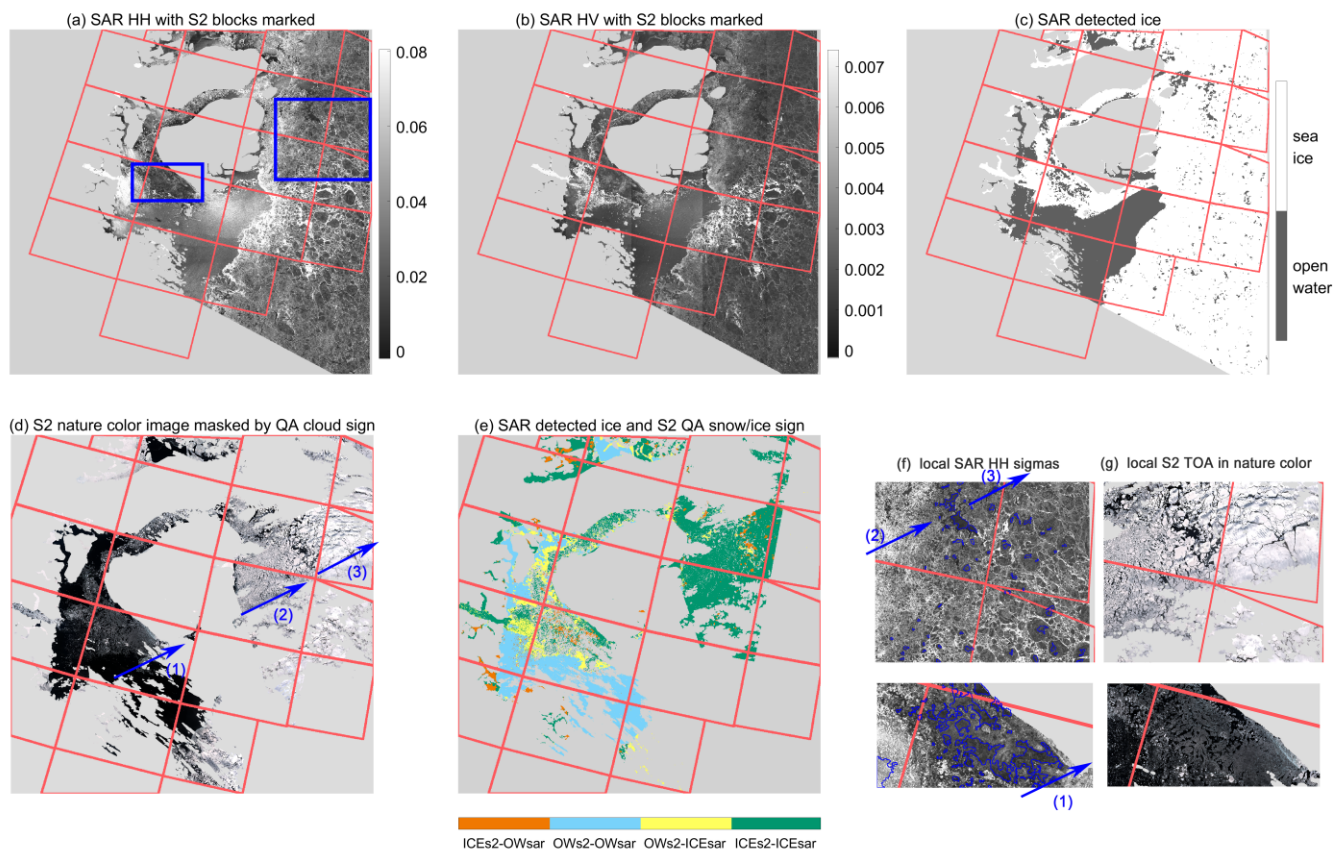 (a) SAR HH with S2 blocks marked
(b) SAR HV with S2 blocks marked
(c) SAR detected ice
0.08
0.06
0.04
0.02
0
0.007
0.006
0.005
0.004
0.003
0.002
0.001
0
sea
ice
open
water
(d) S2 nature color image masked by QA cloud sign
(e) SAR detected ice and S2 QA snow/ice sign
(f) local SAR HH sigmas
(g) local S2 TOA in nature color
(1)
(2)
(3)
(3)
(2)
(1)
ICEs2-OWsar
OWs2-OWsar
OWs2-ICEsar
ICEs2-ICEsar